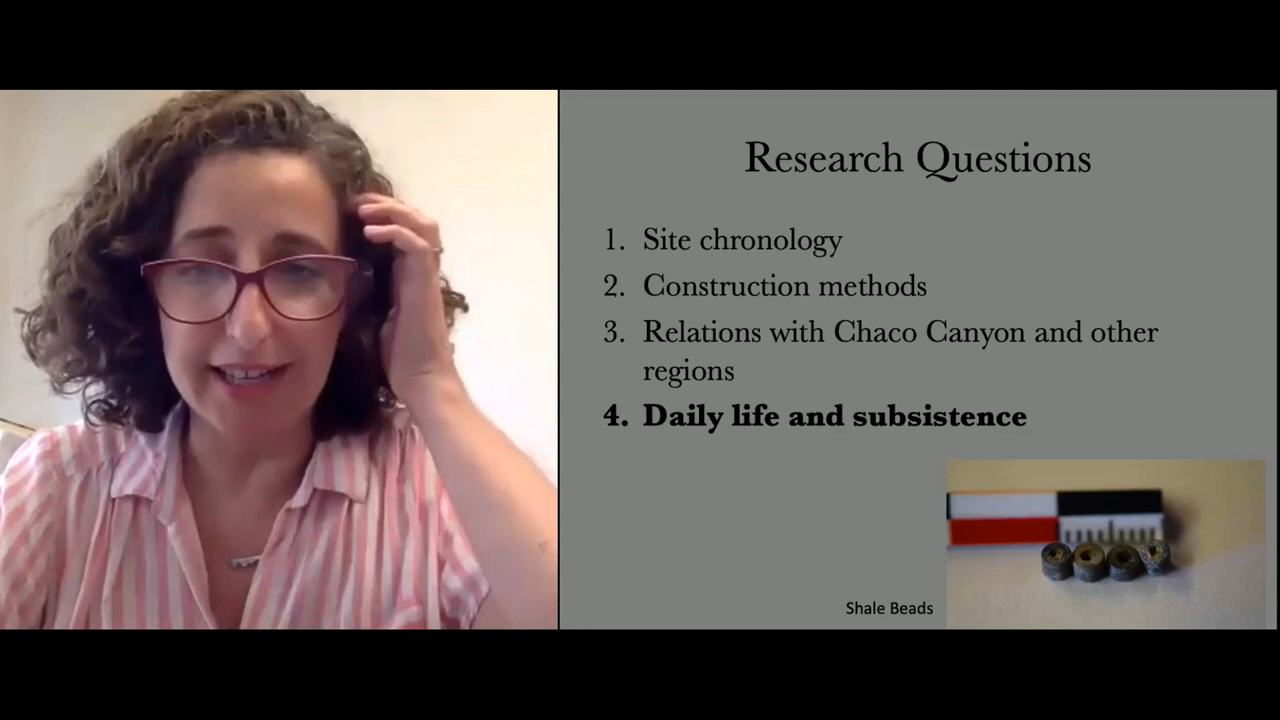 Research Questions
1. Site chronology
2. Construction methods
3. Relations with Chaco Canyon and other
regions
4. Daily life and subsistence
Shale Beads